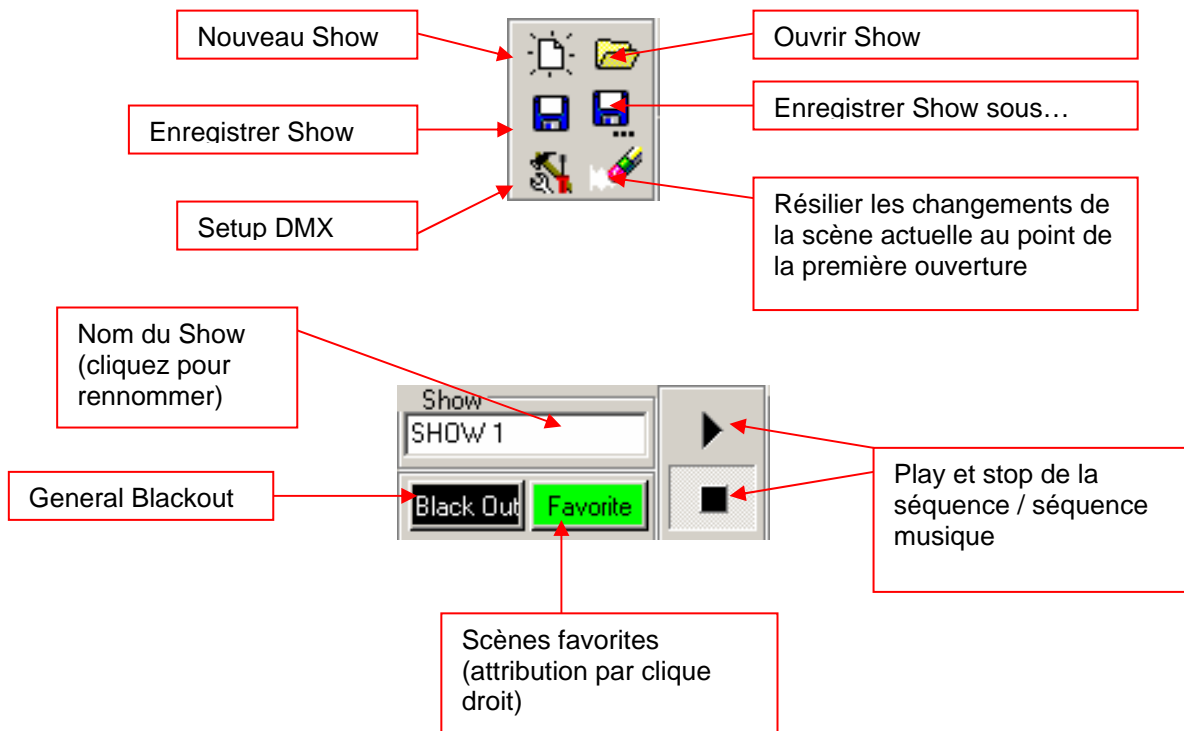 Nouveau Show
Ouvrir Show
Enregistrer Show
Enregistrer Show sous…
Setup DMX
Résilier les changements de
la scène actuelle au point de
la première ouverture
Nom du Show
(cliquez pour
rennommer)
Show
SHOW 1
General Blackout
Black Out
Favorite
Play et stop de la
séquence / séquence
musique
Scènes favorites
(attribution par clique
droit)